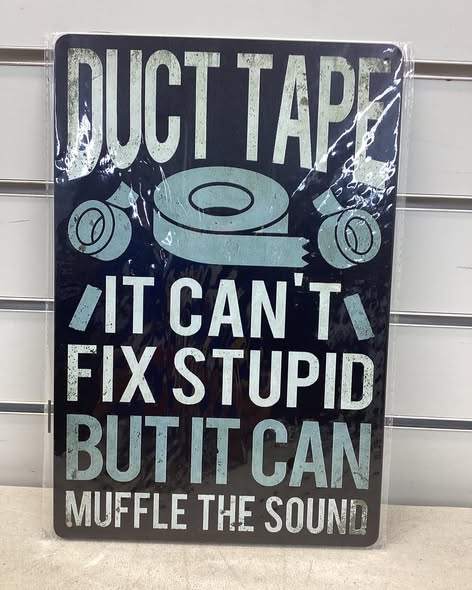 DUCT TAPE
IT CAN'T
FIX STUPID
BUT IT CAN
MUFFLE THE SOUND